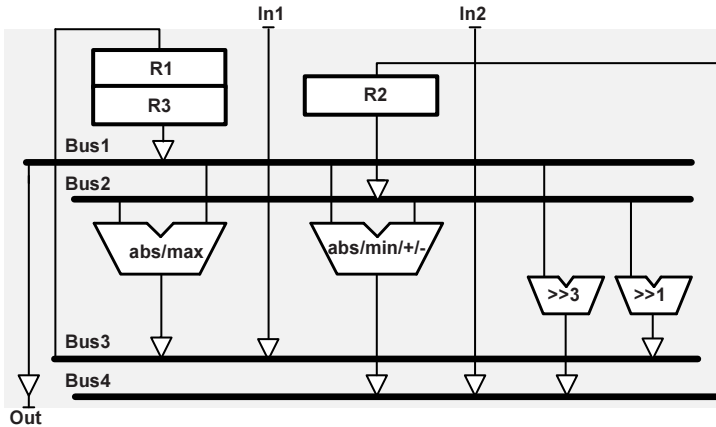 In1 In2
R1
R3
R2
Bus1
Bus2
abs/max
abs/min/+/-
>>3
>>1
Bus3
Bus4
Out